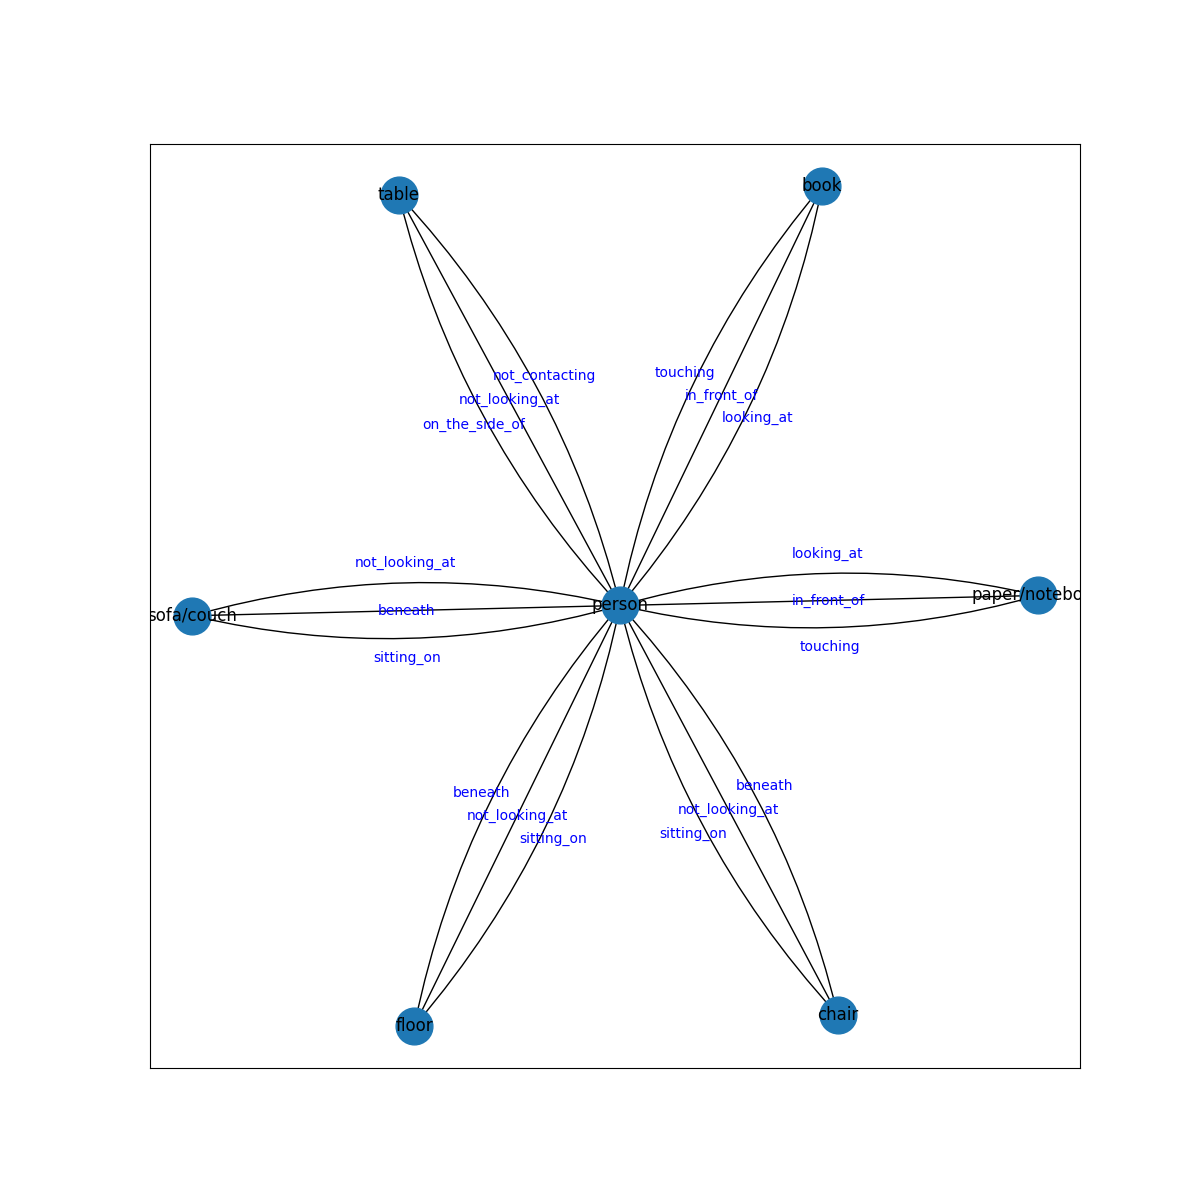 table
book
touching
not_contacting
in_front_of
not_looking_at
looking_at
on_the_side_of
looking_at
not_looking_at
paper/notebo
in_front_of
person
beneath
sofa/couch
touching
sitting_on
beneath
beneath
not_looking_at
not_looking_at
sitting_on
sitting_on
chair
floor